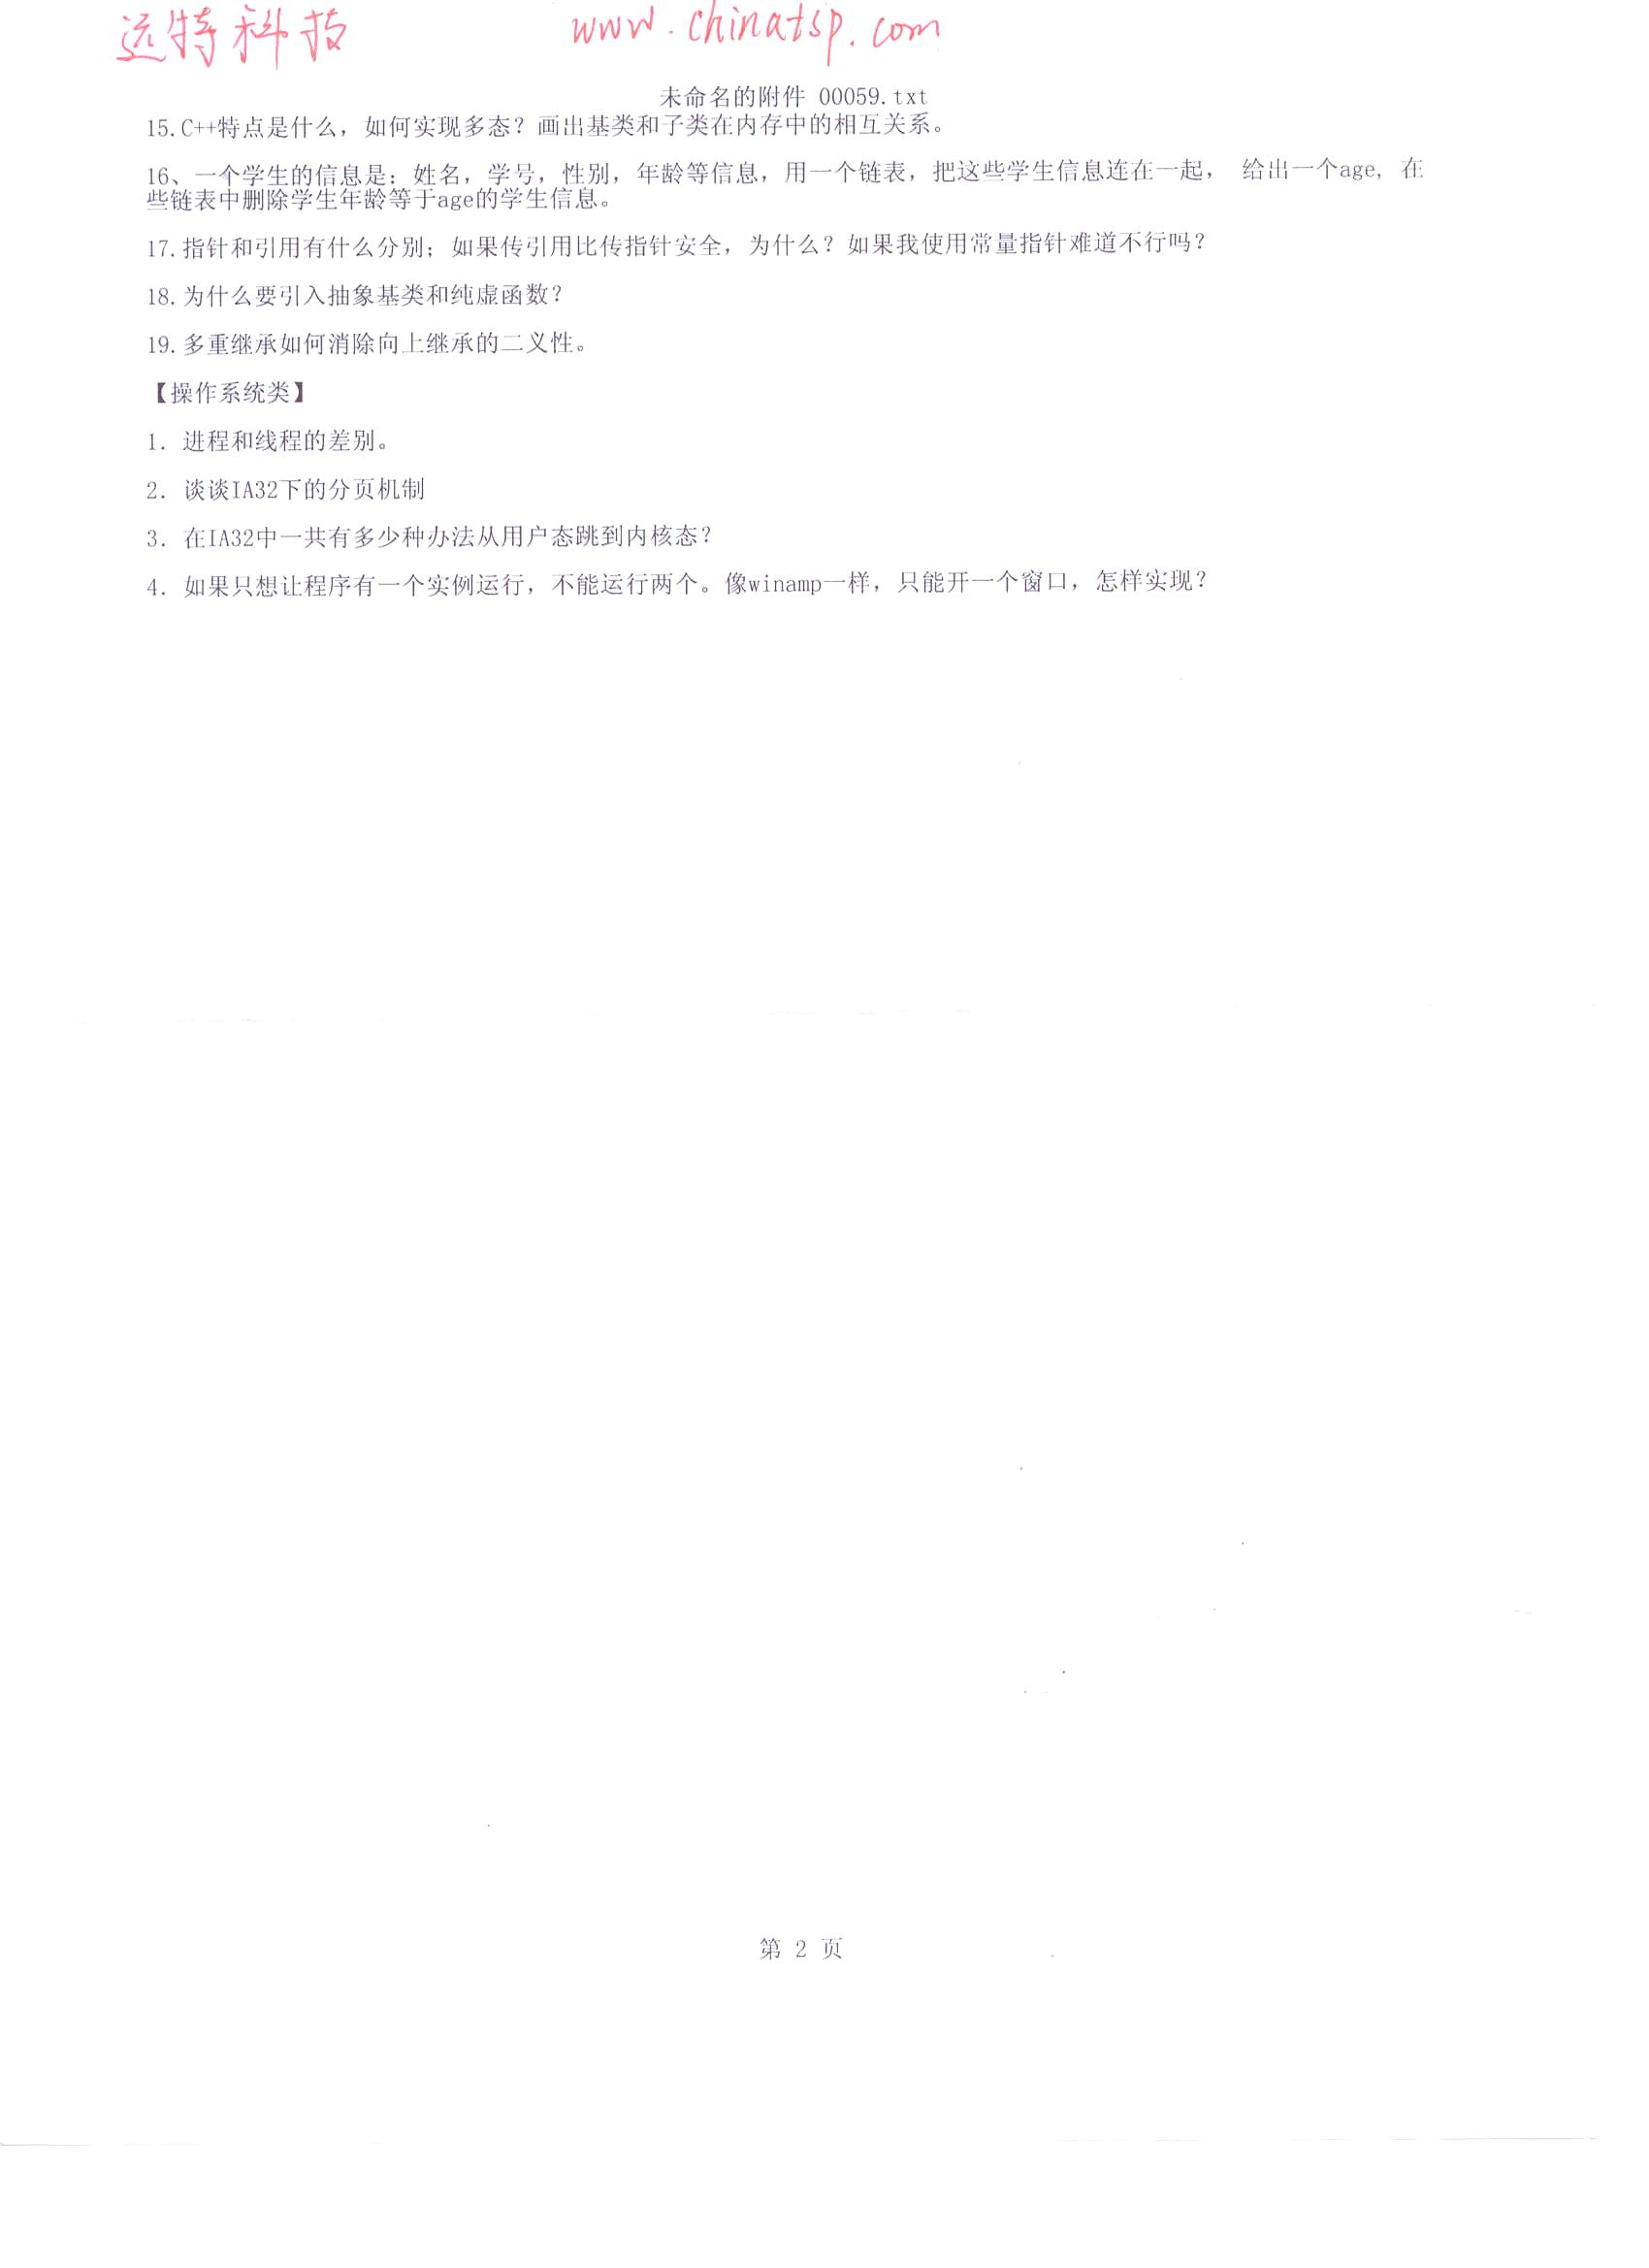 远特科技 www.chinatsp.com
未命名的附件 00059.txt
15.C++特点是什么，如何实现多态？画出基类和子类在内存中的相互关系。
16、一个学生的信息是：姓名，学号，性别，年龄等信息，用一个链表，把这些学生信息连在一起， 给出一个age, 在
些链表中删除学生年龄等于age的学生信息。
17.指针和引用有什么分别；如果传引用比传指针安全，为什么？如果我使用常量指针难道不行吗？
18.为什么要引入抽象基类和纯虚函数？
19.多重继承如何消除向上继承的二义性。
【操作系统类】
1. 进程和线程的差别。
2. 谈谈IA32下的分页机制
3. 在IA32中一共有多少种办法从用户态跳到内核态？
4. 如果只想让程序有一个实例运行，不能运行两个。像winamp一样，只能开一个窗口，怎样实现？
第 2 页